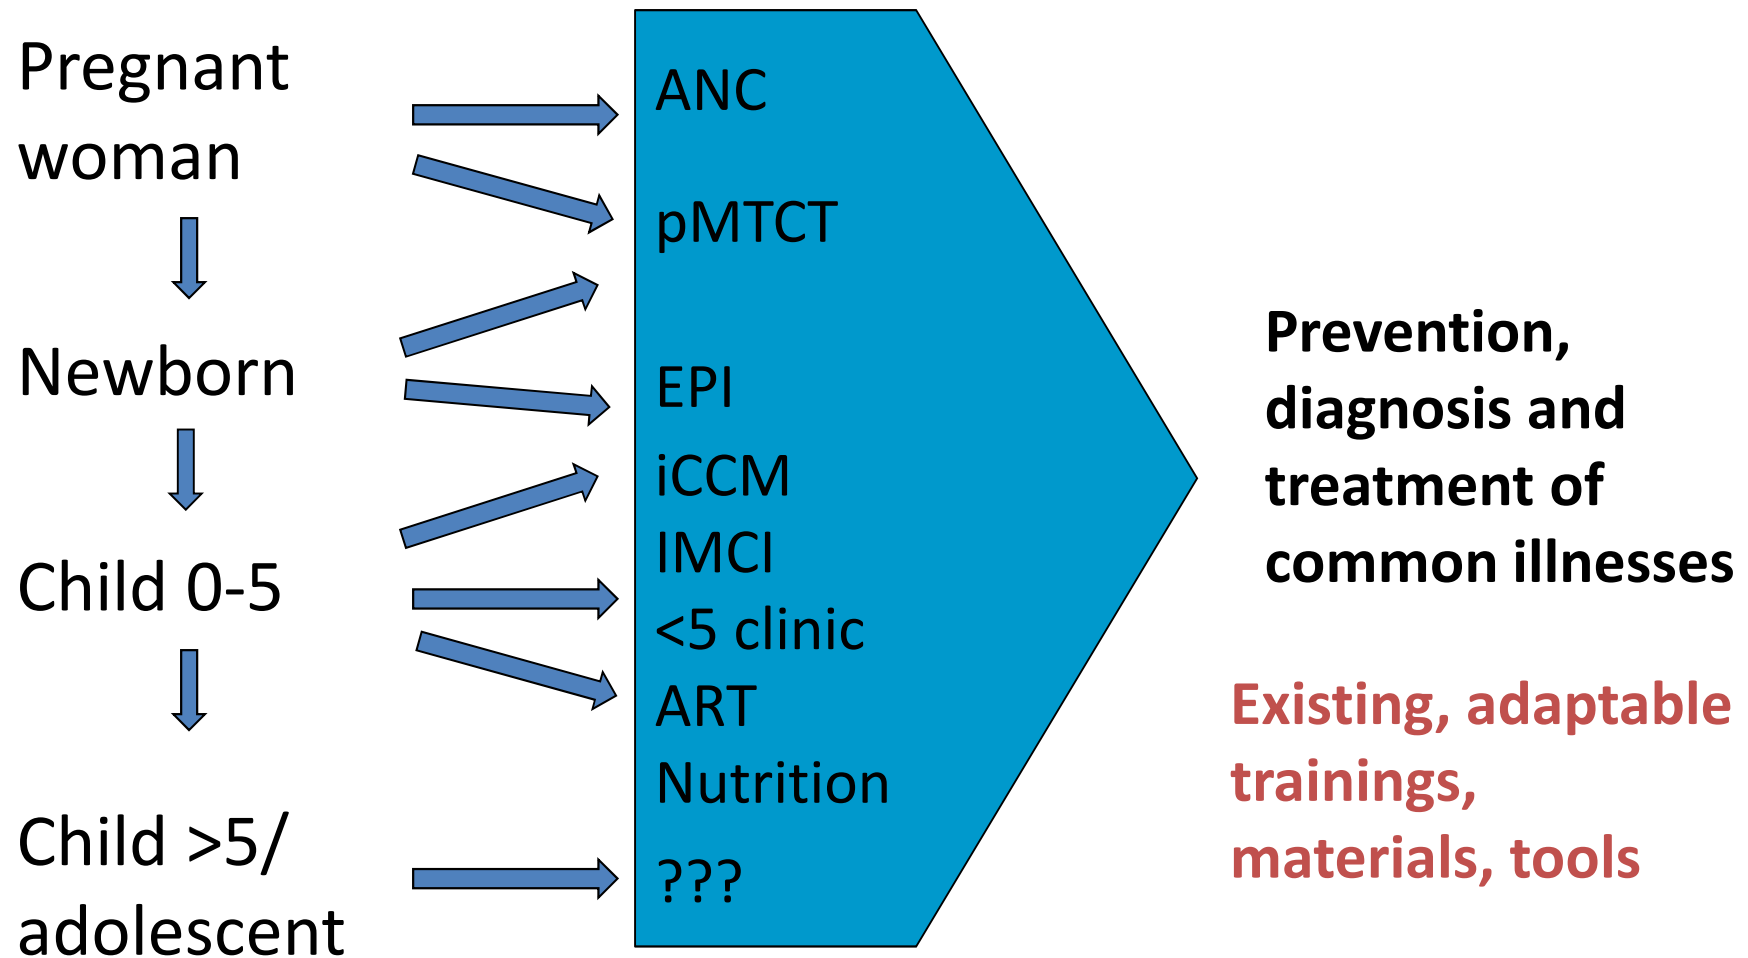 Pregnant
woman
Newborn
Child 0-5
Child >5/
adolescent
ANC
pMTCT
EPI
iCCM
IMCI
<5 clinic
ART
Nutrition
???
Prevention,
diagnosis and
treatment of
common illnesses
Existing, adaptable
trainings,
materials, tools